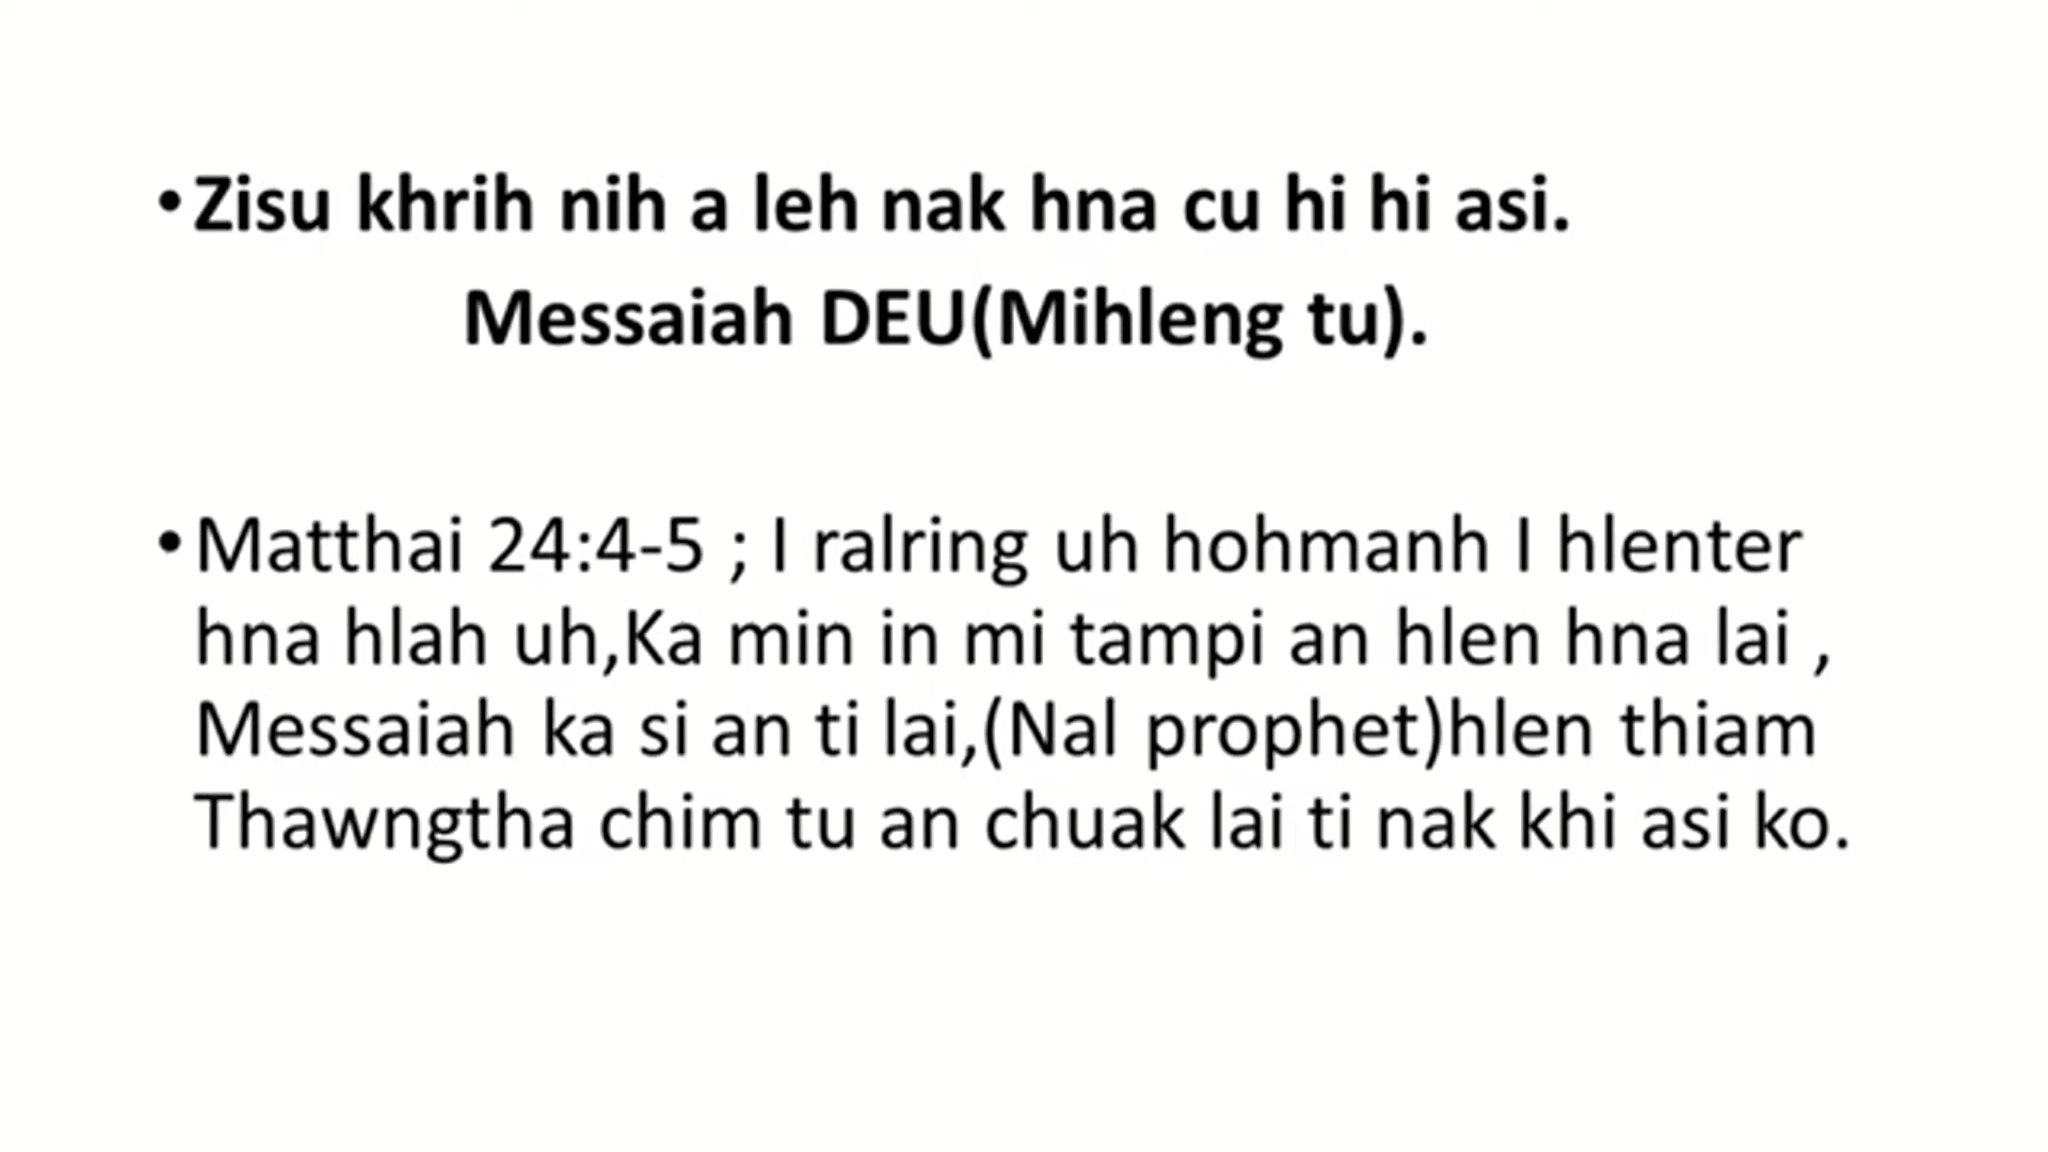 •Zisu khrih nih a leh nak hna cu hi hi asi.
Messaiah DEU(Mihleng tu).
•Matthai 24:4-5 ; I ralring uh hohmanh I hlenter
hna hlah uh,Ka min in mi tampi an hlen hna lai ,
Messaiah ka si an ti lai,(Nal prophet)hlen thiam
Thawngtha chim tu an chuak lai ti nak khi asi ko.